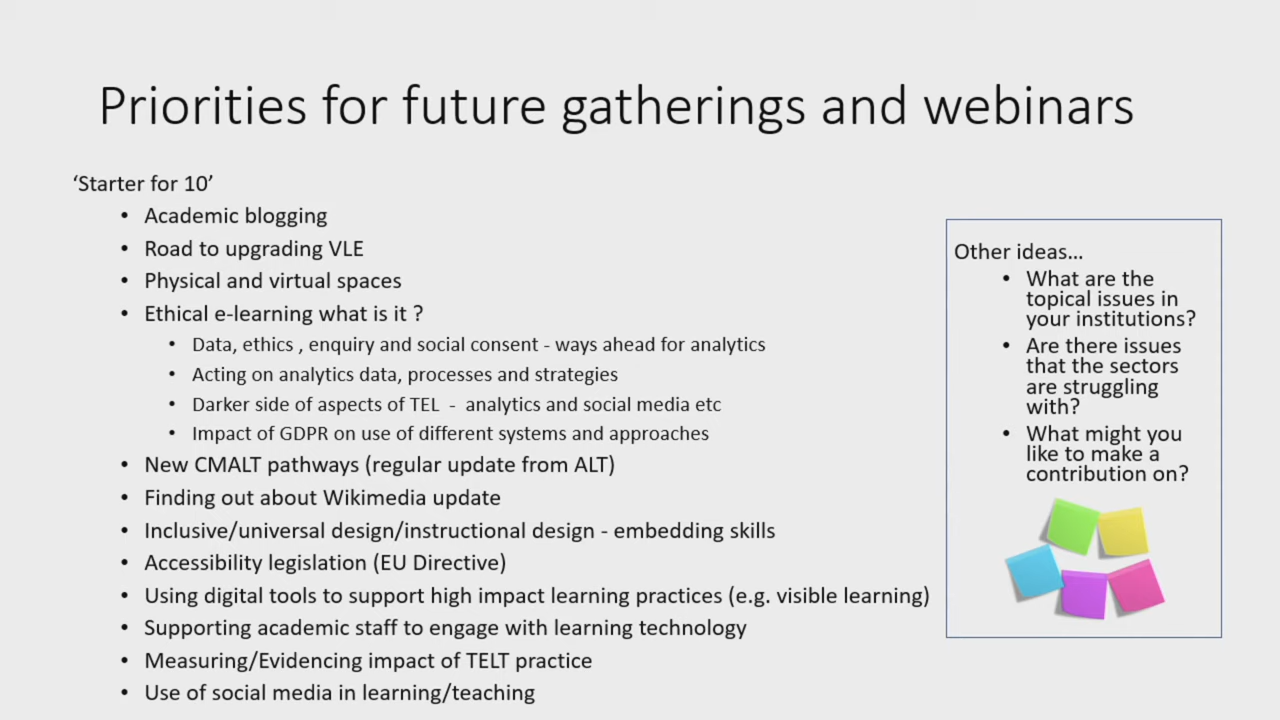 Priorities for future gatherings and webinars
‘Starter for 10’
• Academic blogging
• Road to upgrading VLE
• Physical and virtual spaces
• Ethical e-learning what is it ?
• Data, ethics , enquiry and social consent - ways ahead for analytics
• Acting on analytics data, processes and strategies
• Darker side of aspects of TEL - analytics and social media etc
• Impact of GDPR on use of different systems and approaches
• New CMALT pathways (regular update from ALT)
• Finding out about Wikimedia update
• Inclusive/universal design/instructional design - embedding skills
• Accessibility legislation (EU Directive)
• Using digital tools to support high impact learning practices (e.g. visible learning)
• Supporting academic staff to engage with learning technology
• Measuring/Evidencing impact of TELT practice
• Use of social media in learning/teaching
Other ideas...
• What are the
topical issues in
your institutions?
• Are there issues
that the sectors
are struggling
with?
• What might you
like to make a
contribution on?